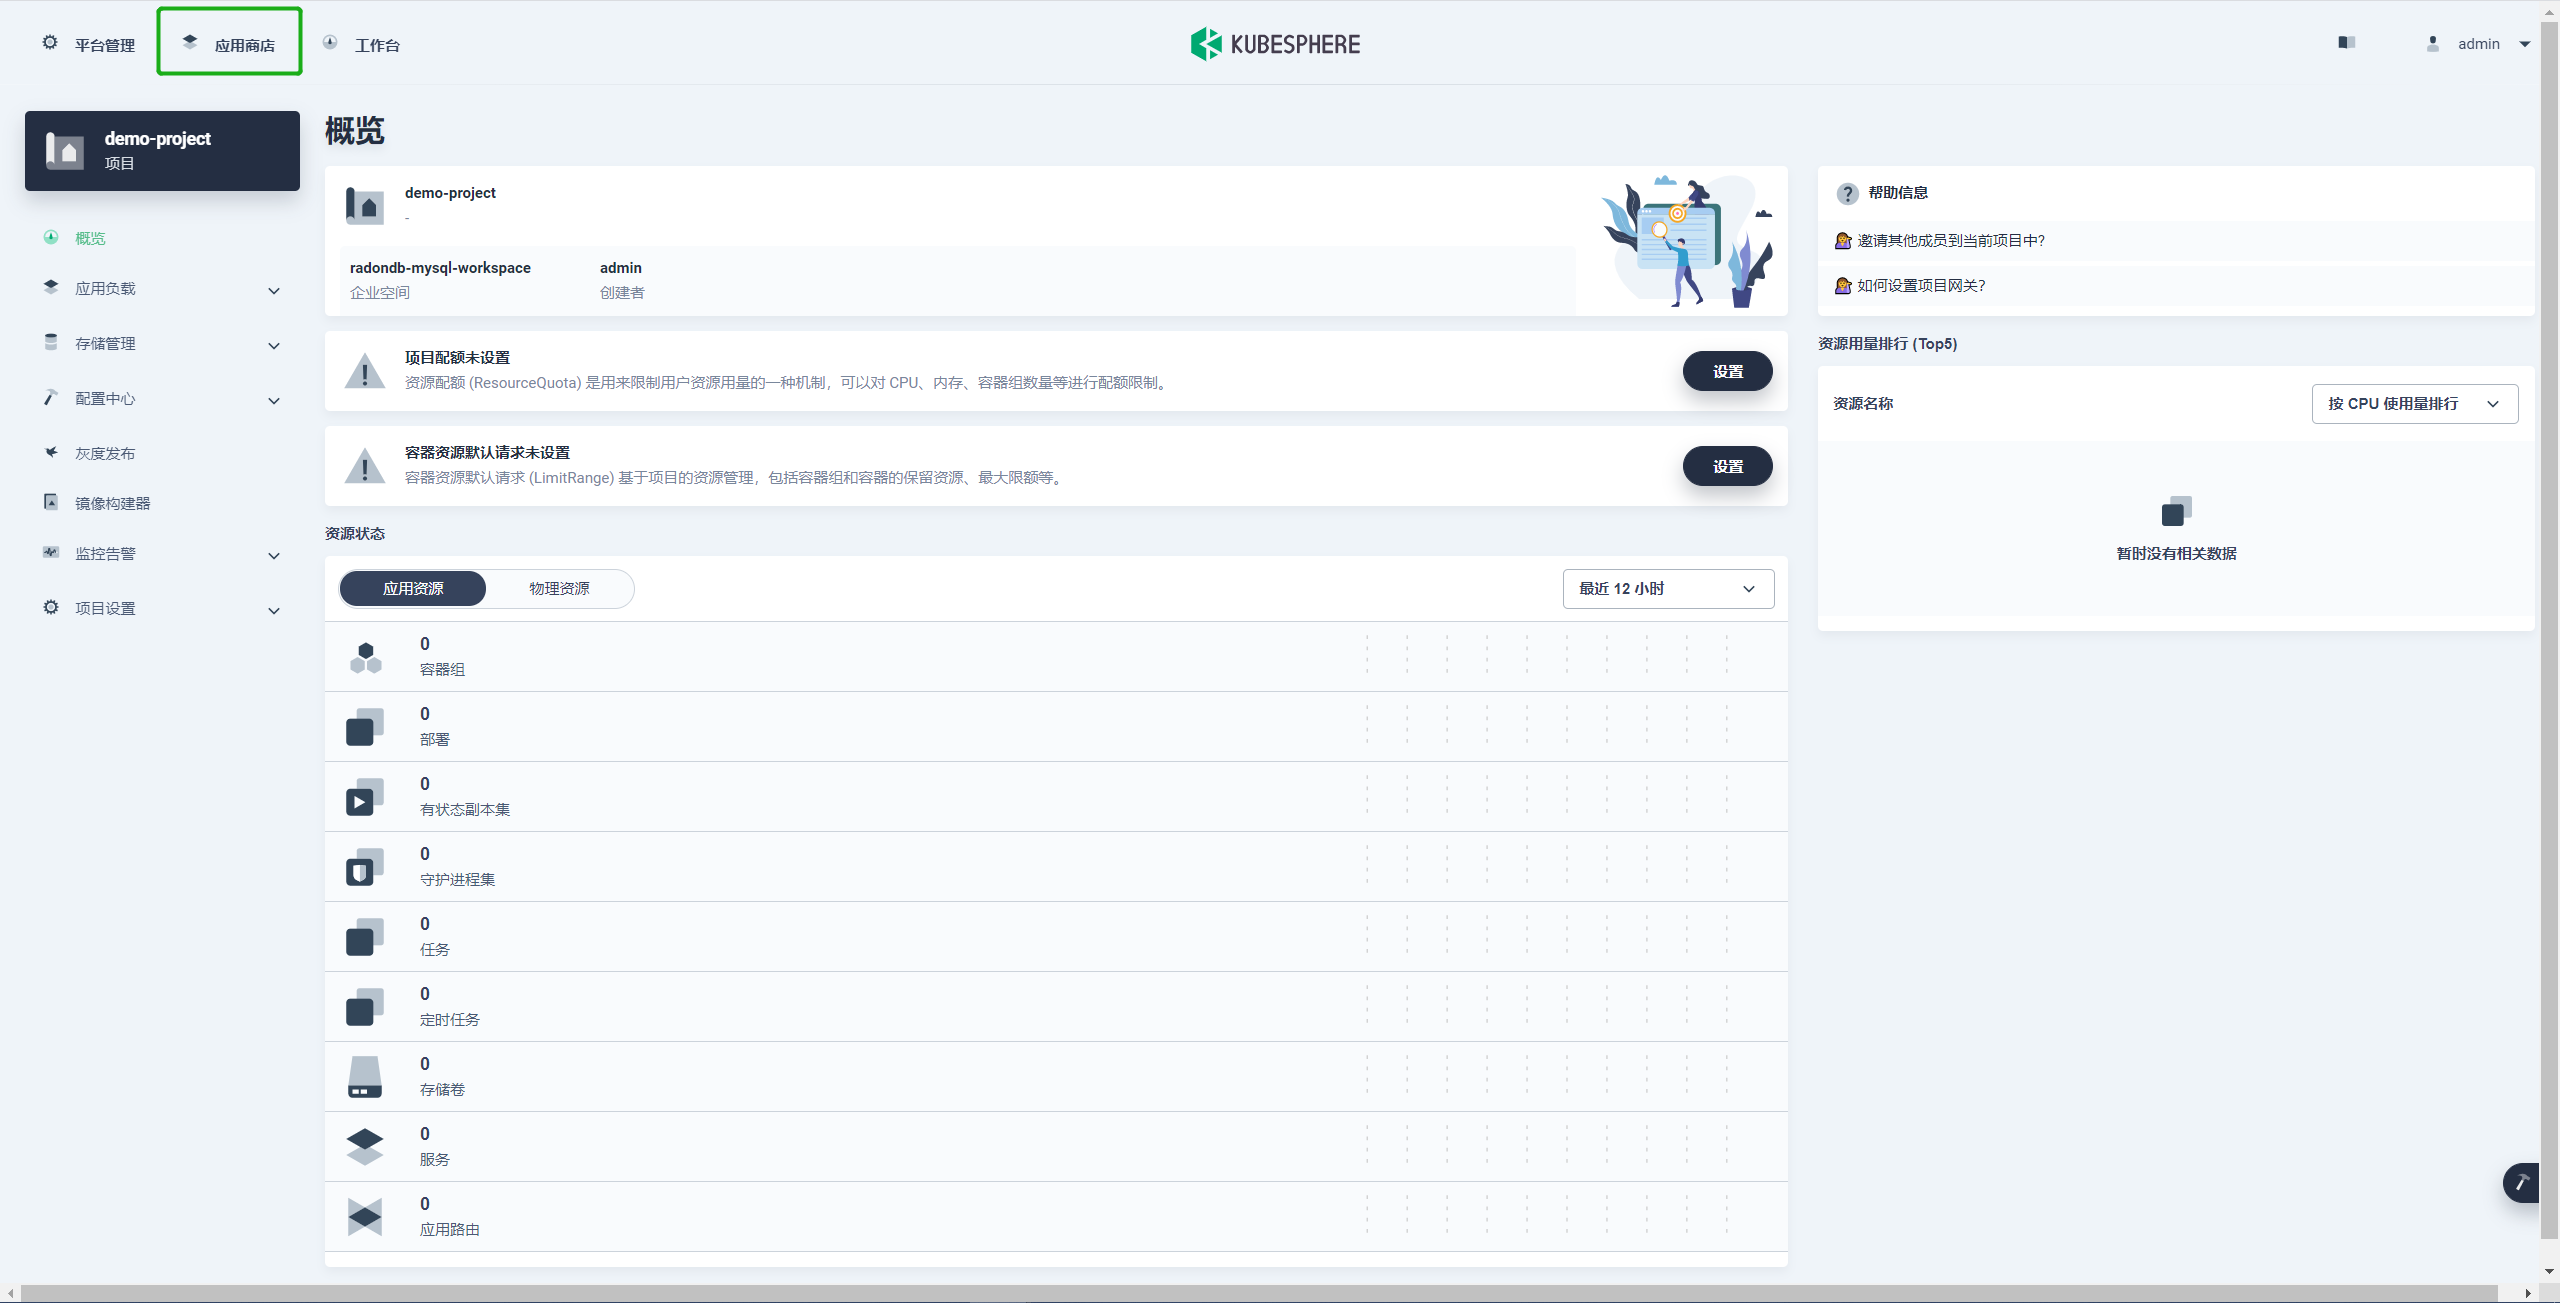 平台管理
应用商店
工作台
KUBESPHERE
admin
demo-project
项目
概览
应用负载
存储管理
配置中心
灰度发布
镜像构建器
监控告警
项目设置
概览
demo-project
-
radondb-mysql-workspace
企业空间
admin
创建者
项目配额未设置
资源配额 (ResourceQuota) 是用来限制用户资源用量的一种机制，可以对 CPU、内存、容器组数量等进行配额限制。
设置
容器资源默认请求未设置
容器资源默认请求 (LimitRange) 基于项目的资源管理，包括容器组和容器的保留资源、最大限额等。
设置
资源状态
应用资源
物理资源
最近 12 小时
0
容器组
0
部署
0
有状态副本集
0
守护进程集
0
任务
0
定时任务
0
存储卷
0
服务
0
应用路由
帮助信息
邀请其他成员到当前项目中?
如何设置项目网关?
资源用量排行 (Top5)
资源名称
按 CPU 使用量排行
暂时没有相关数据